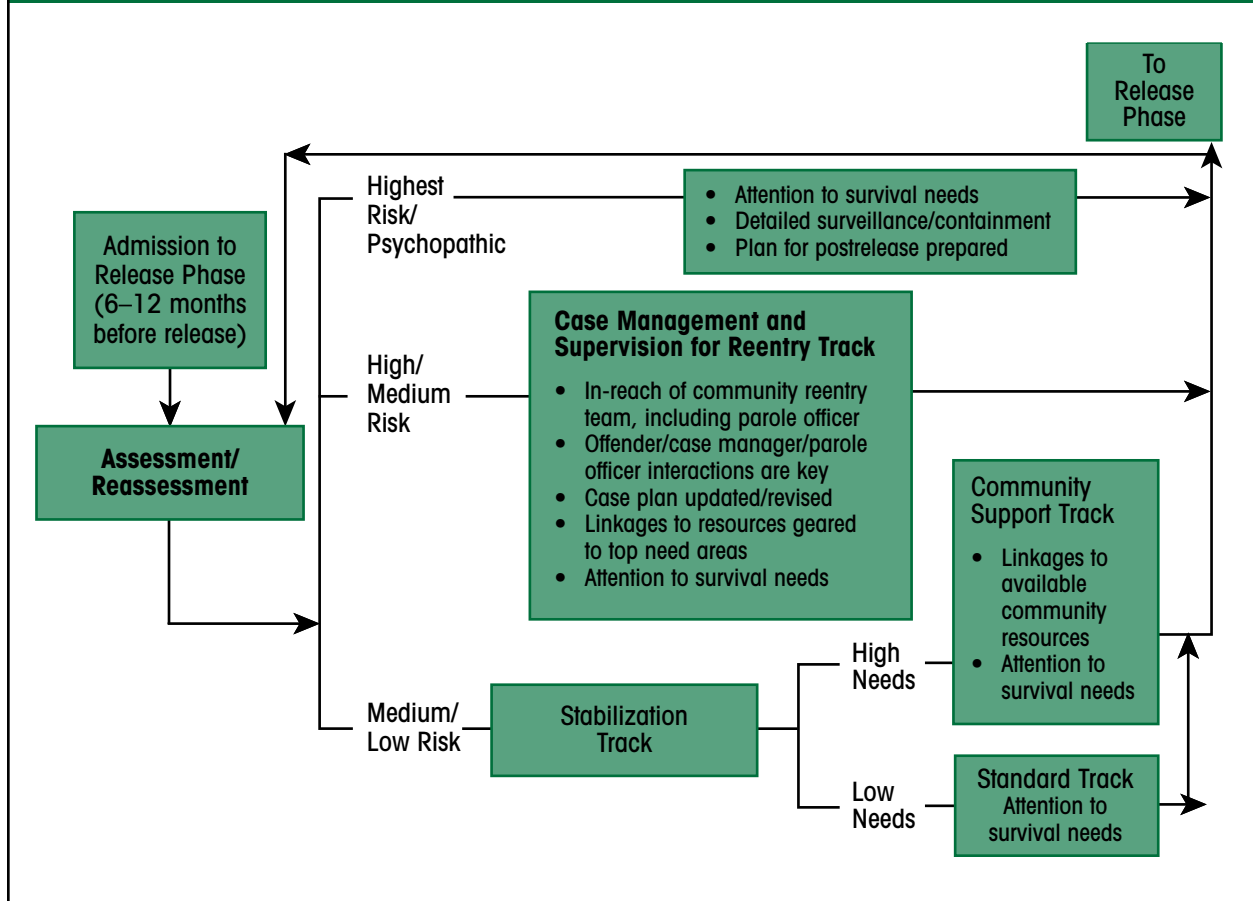 To
Release
Phase
Admission to
Release Phase
(6–12 months
before release)
Assessment/
Reassessment
Highest
Risk/
Psychopathic
• Attention to survival needs
• Detailed surveillance/containment
• Plan for postrelease prepared
High/
Medium
Risk
Case Management and
Supervision for Reentry Track
• In-reach of community reentry
team, including parole officer
• Offender/case manager/parole
officer interactions are key
• Case plan updated/revised
• Linkages to resources geared
to top need areas
• Attention to survival needs
Medium/
Low Risk
Stabilization
Track
High
Needs
Community
Support Track
• Linkages to
available
community
resources
• Attention to
survival needs
Low
Needs
Standard Track
Attention to
survival needs